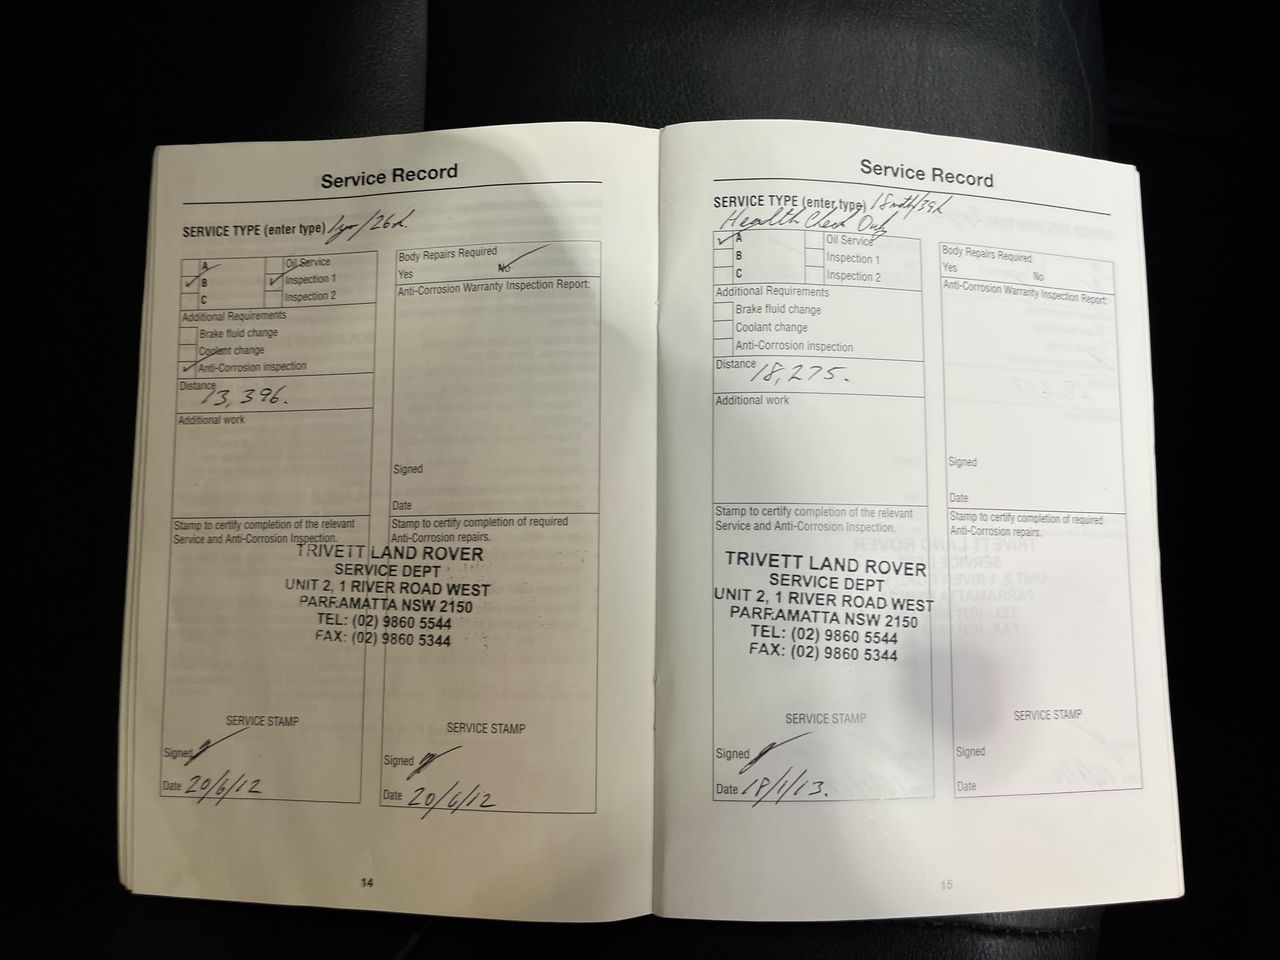 Service Record
SERVICE TYPE (enter type) 1yr/26k.
A
Oil Service
B
Inspection 1
C
Inspection 2
Additional Requirements
Brake fluid change
Coolant change
Anti-Corrosion inspection
Distance
13,396.
Additional work
Stamp to certify completion of the relevant
Service and Anti-Corrosion Inspection.
Body Repairs Required
Yes No
Anti-Corrosion Warranty Inspection Report:
Signed
Date
Stamp to certify completion of required
Anti-Corrosion repairs.
TRIVETT LAND ROVER
SERVICE DEPT
UNIT 2, 1 RIVER ROAD WEST
PARRAMATTA NSW 2150
TEL: (02) 9860 5544
FAX: (02) 9860 5344
SERVICE STAMP
Signed
Date 20/6/12
SERVICE STAMP
Signed
Date 20/6/12
14
Service Record
SERVICE TYPE (enter type) 18mth/39k
Health Check Only
A
Oil Service
B
Inspection 1
C
Inspection 2
Additional Requirements
Brake fluid change
Coolant change
Anti-Corrosion inspection
Distance
18,275.
Additional work
Stamp to certify completion of the relevant
Service and Anti-Corrosion Inspection.
TRIVETT LAND ROVER
SERVICE DEPT
UNIT 2, 1 RIVER ROAD WEST
PARRAMATTA NSW 2150
TEL: (02) 9860 5544
FAX: (02) 9860 5344
SERVICE STAMP
Signed
Date 18/1/13.
Body Repairs Required
Yes No
Anti-Corrosion Warranty Inspection Report:
Signed
Date
Stamp to certify completion of required
Anti-Corrosion repairs.
SERVICE STAMP
Signed
Date
15